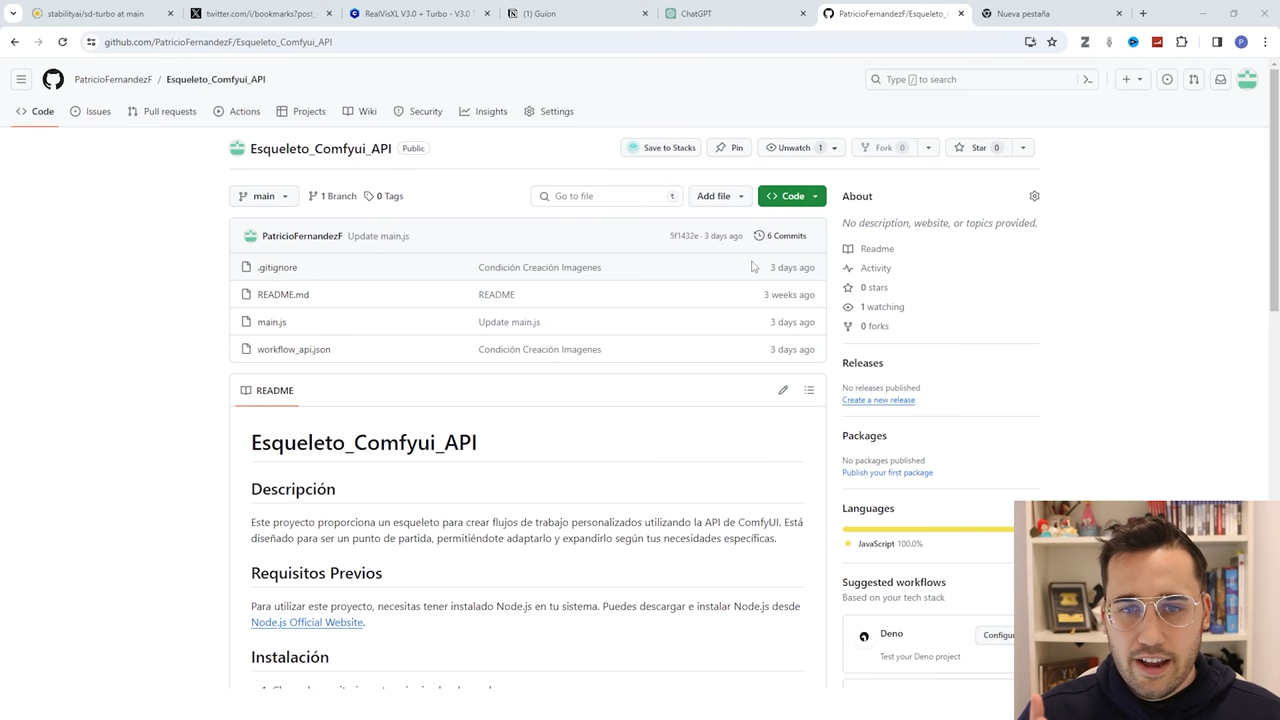 stabilityai/sd-turbo at main
twitter.com/i/bookmarks?post_
RealVisXL V3.0 + Turbo - V3.0 T
(1) Guíon
ChatGPT
PatricioFernandezF/Esqueleto_
Nueva pestaña
github.com/PatricioFernandezF/Esqueleto_Comfyui_API
P
PatricioFernandezF / Esqueleto_Comfyui_API
Type / to search
Code
Issues
Pull requests
Actions
Projects
Wiki
Security
Insights
Settings
Esqueleto_Comfyui_API
Public
Save to Stacks
Pin
Unwatch 1
Fork 0
Star 0
main
1 Branch
0 Tags
Go to file
t
Add file
Code
About
No description, website, or topics provided.
PatricioFernandezF Update main.js
5f1432e · 3 days ago
6 Commits
.gitignore
Condición Creación Imagenes
3 days ago
README.md
README
3 weeks ago
main.js
Update main.js
3 days ago
workflow_api.json
Condición Creación Imagenes
3 days ago
Readme
Activity
0 stars
1 watching
0 forks
Releases
No releases published
Create a new release
Packages
No packages published
Publish your first package
Languages
JavaScript 100.0%
Suggested workflows
Based on your tech stack
Deno
Configu
Test your Deno project
README
Esqueleto_Comfyui_API
Descripción
Este proyecto proporciona un esqueleto para crear flujos de trabajo personalizados utilizando la API de ComfyUI. Está
diseñado para ser un punto de partida, permitiéndote adaptarlo y expandirlo según tus necesidades específicas.
Requisitos Previos
Para utilizar este proyecto, necesitas tener instalado Node.js en tu sistema. Puedes descargar e instalar Node.js desde
Node.js Official Website.
Instalación